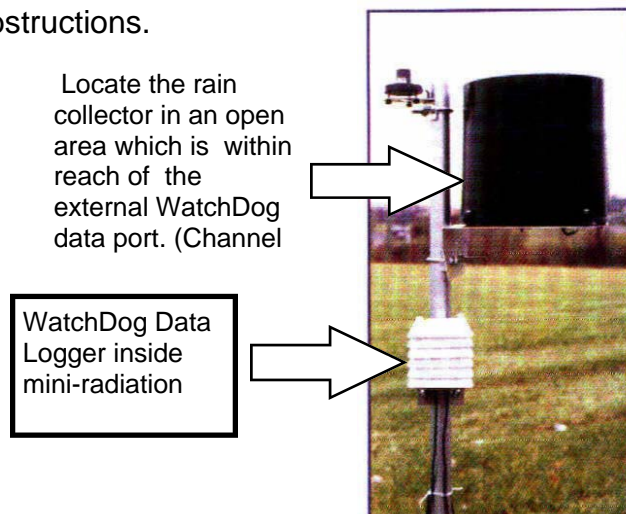 ostructions.
Locate the rain
collector in an open
area which is within
reach of the
external WatchDog
data port. (Channel
WatchDog Data
Logger inside
mini-radiation